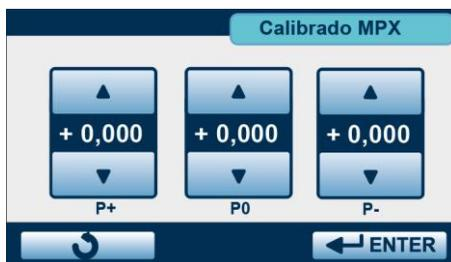 Calibrado MPX
+ 0,000 + 0,000 + 0,000
P+ P0 P-
ENTER